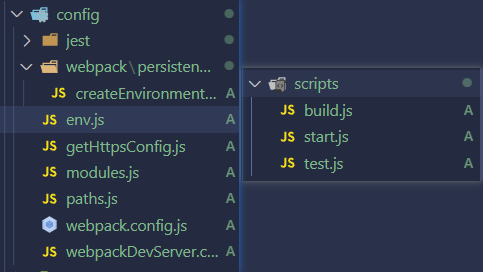 config
jest
webpack\persisten...
JS createEnvironment... A
JS env.js A
JS getHttpsConfig.js A
JS modules.js A
JS paths.js A
webpack.config.js A
JS webpackDevServer.c... A
scripts
JS build.js A
JS start.js A
JS test.js A